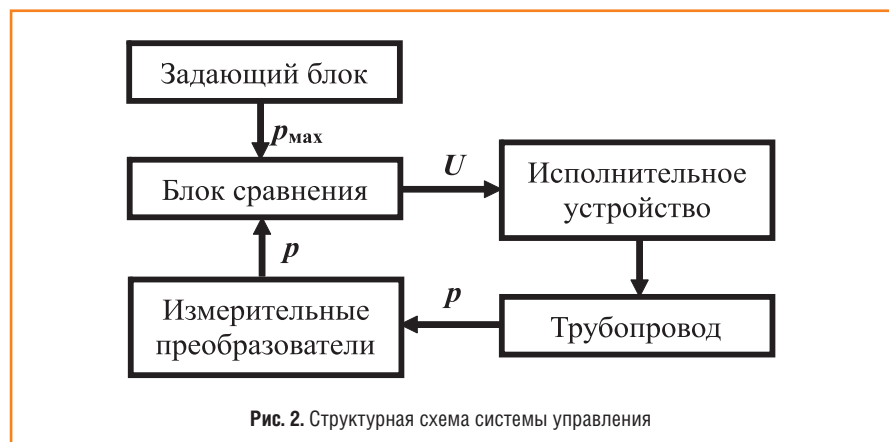 Задающий блок
pмах
Блок сравнения
U
Исполнительное
устройство
p
p
Измерительные
преобразователи
Трубопровод
Рис. 2. Структурная схема системы управления